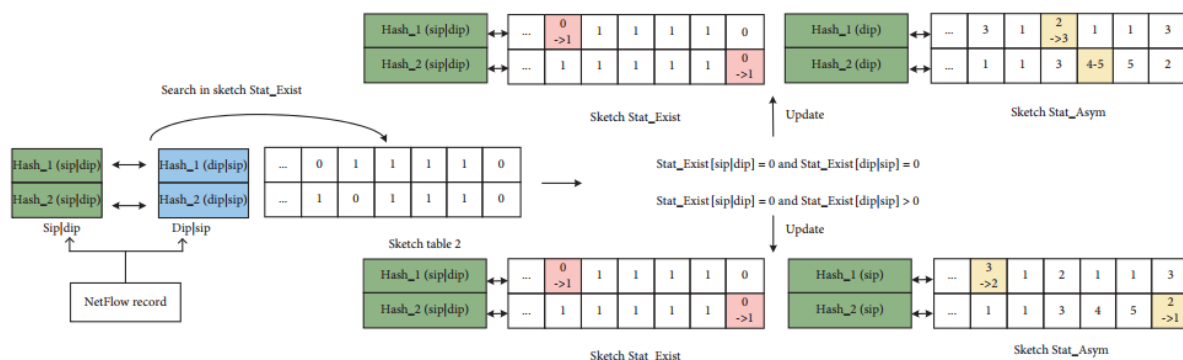 Hash_1 (sip|dip) ... 0 ->1 1 1 1 1 0
Hash_2 (sip|dip) ... 1 1 1 1 1 0 ->1
Sketch Stat_Exist
Hash_1 (dip) ... 3 1 2 ->3 1 1 3
Hash_2 (dip) ... 1 1 3 4-5 5 2
Sketch Stat_Asym
Update
Search in sketch Stat_Exist
Hash_1 (sip|dip)
Hash_2 (sip|dip)
Sip|dip
Hash_1 (dip|sip)
Hash_2 (dip|sip)
Dip|sip
NetFlow record
... 0 1 1 1 1 0
... 1 0 1 1 1 0
Sketch table 2
Stat_Exist [sip|dip] = 0 and Stat_Exist [dip|sip] = 0
Stat_Exist [sip|dip] = 0 and Stat_Exist [dip|sip] > 0
Update
Hash_1 (sip|dip) ... 0 ->1 1 1 1 1 0
Hash_2 (sip|dip) ... 1 1 1 1 1 0 ->1
Sketch Stat_Exist
Hash_1 (sip) ... 3 ->2 1 2 1 1 3
Hash_2 (sip) ... 1 1 3 4 5 2 ->1
Sketch Stat_Asym